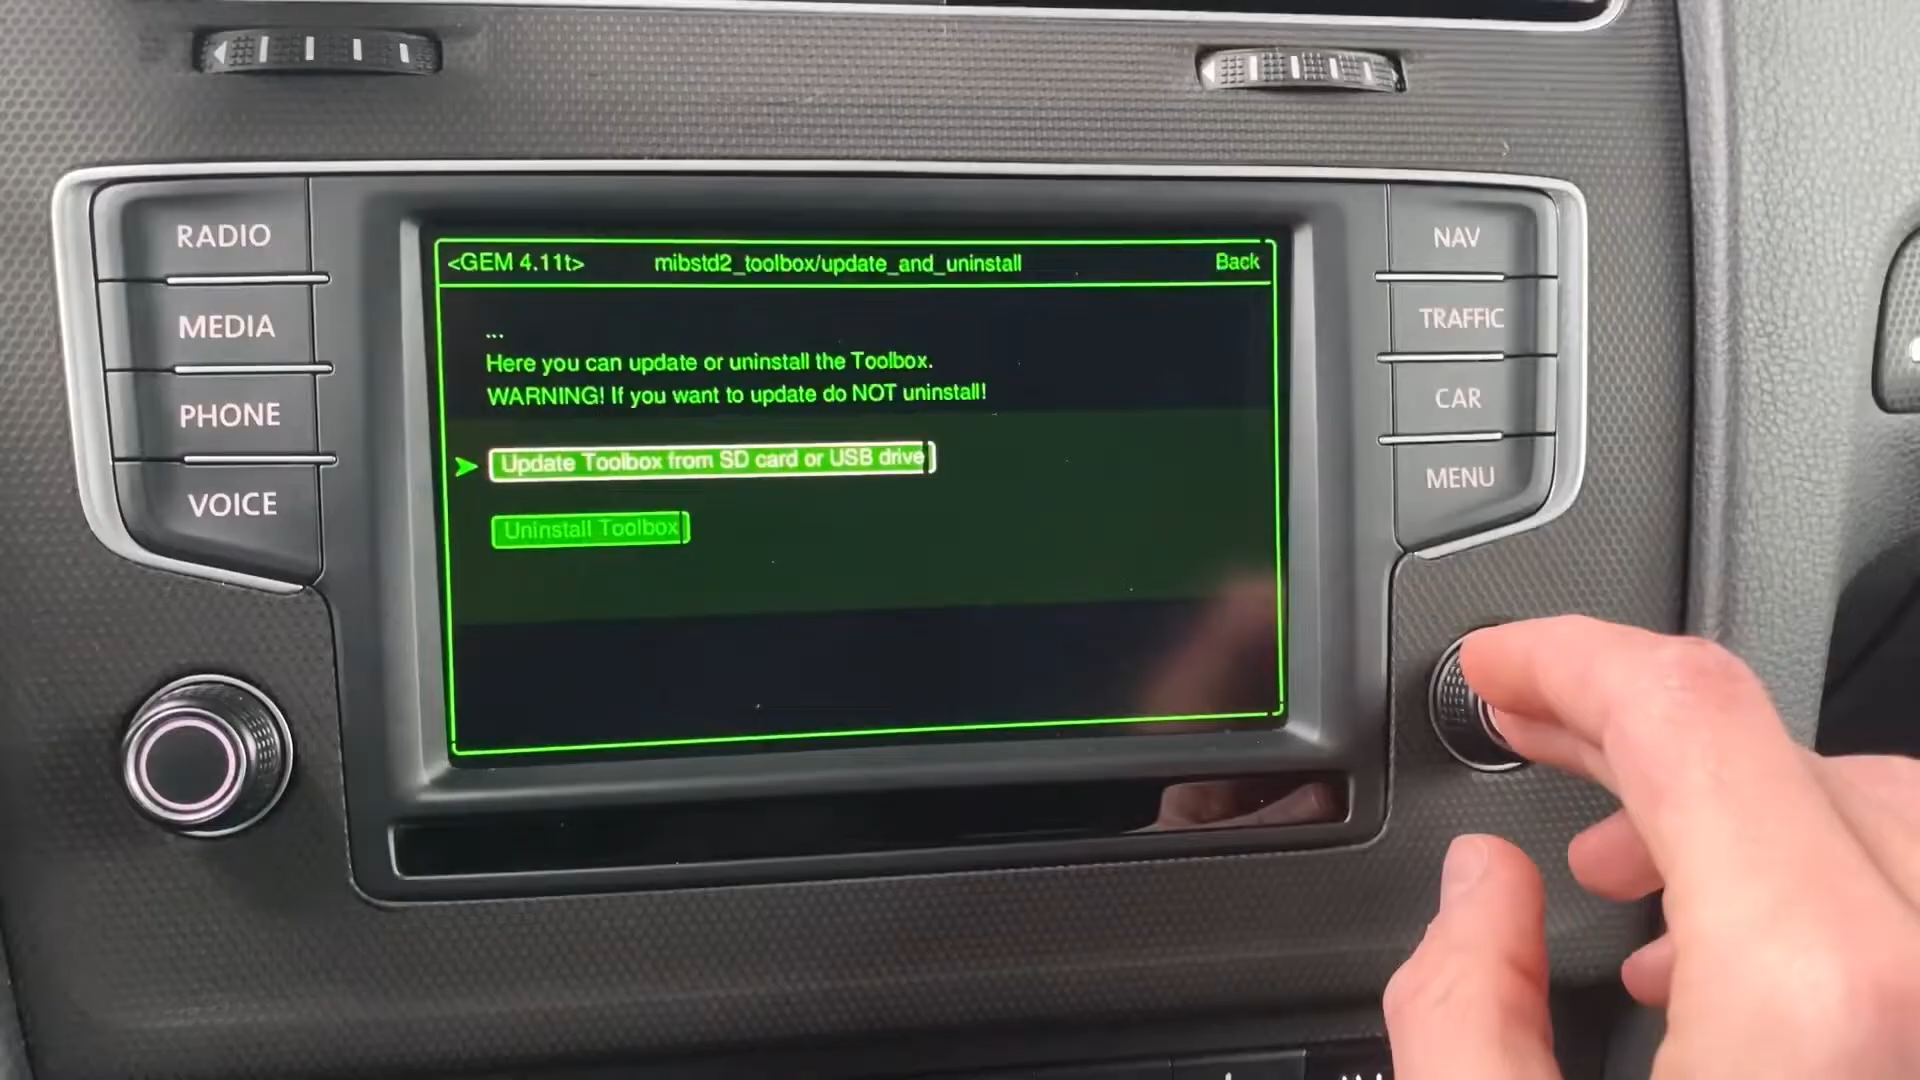 RADIO
MEDIA
PHONE
VOICE
<GEM 4.11t> mibstd2_toolbox/update_and_uninstall Back
...
Here you can update or uninstall the Toolbox.
WARNING! If you want to update do NOT uninstall!
Update Toolbox from SD card or USB drive
Uninstall Toolbox
NAV
TRAFFIC
CAR
MENU